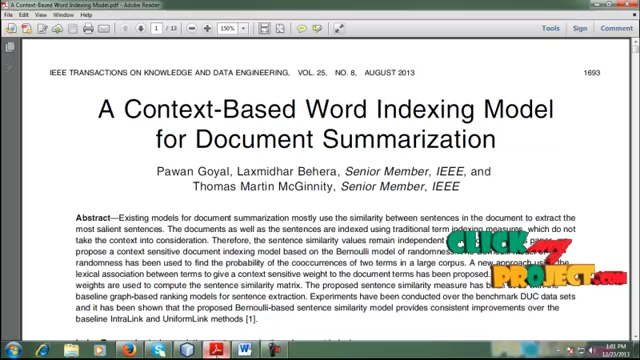 A Context-Based Word Indexing Model.pdf - Adobe Reader
File Edit View Window Help
1 / 13 150% Tools Sign Comment
IEEE TRANSACTIONS ON KNOWLEDGE AND DATA ENGINEERING, VOL. 25, NO. 8, AUGUST 2013 1693
A Context-Based Word Indexing Model
for Document Summarization
Pawan Goyal, Laxmidhar Behera, Senior Member, IEEE, and
Thomas Martin McGinnity, Senior Member, IEEE
Abstract—Existing models for document summarization mostly use the similarity between sentences in the document to extract the
most salient sentences. The documents as well as the sentences are indexed using traditional term indexing measures, which do not
take the context into consideration. Therefore, the sentence similarity values remain independent
propose a context sensitive document indexing model based on the Bernoulli model of
randomness has been used to find the probability of the cooccurences of two terms in a large corpus. A new approach
lexical association between terms to give a context sensitive weight to the document terms has been proposed.
weights are used to compute the sentence similarity matrix. The proposed sentence similarity measure has been
baseline graph-based ranking models for sentence extraction. Experiments have been conducted over the benchmark DUC data sets
and it has been shown that the proposed Bernoulli-based sentence similarity model provides consistent improvements over the
baseline IntraLink and UniformLink methods [1].
CLICK
PROJECT.COM
1:01 PM
12/23/2013